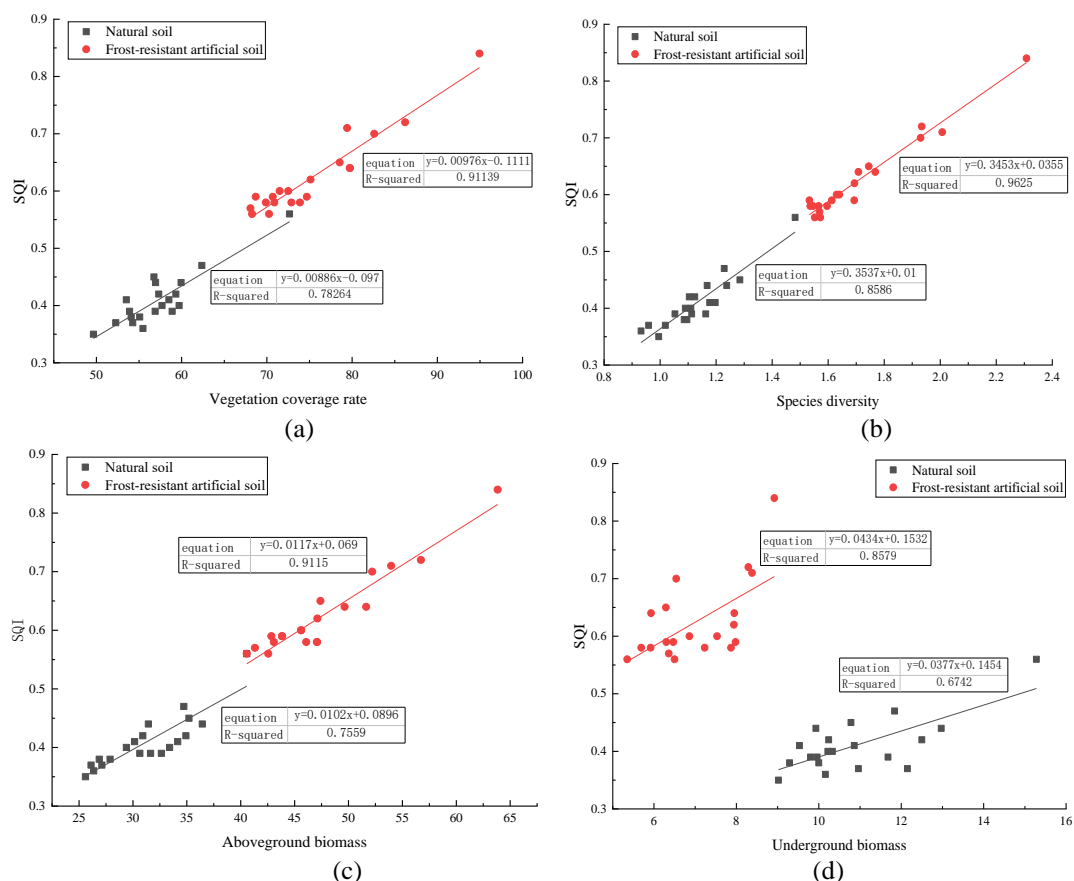 Natural soil
Frost-resistant artificial soil
SQI
0.9
0.8
0.7
0.6
0.5
0.4
0.3
equation y=0.00976x-0.1111
R-squared 0.91139
equation y=0.00886x-0.097
R-squared 0.78264
50 60 70 80 90 100
Vegetation coverage rate
(a)
Natural soil
Frost-resistant artificial soil
SQI
0.9
0.8
0.7
0.6
0.5
0.4
0.3
equation y=0.3453x+0.0355
R-squared 0.9625
equation y=0.3537x+0.01
R-squared 0.8586
0.8 1.0 1.2 1.4 1.6 1.8 2.0 2.2 2.4
Species diversity
(b)
Natural soil
Frost-resistant artificial soil
SQI
0.9
0.8
0.7
0.6
0.5
0.4
0.3
equation y=0.0117x+0.069
R-squared 0.9115
equation y=0.0102x+0.0896
R-squared 0.7559
25 30 35 40 45 50 55 60 65
Aboveground biomass
(c)
Natural soil
Frost-resistant artificial soil
SQI
0.9
0.8
0.7
0.6
0.5
0.4
0.3
equation y=0.0434x+0.1532
R-squared 0.8579
equation y=0.0377x+0.1454
R-squared 0.6742
6 8 10 12 14 16
Underground biomass
(d)